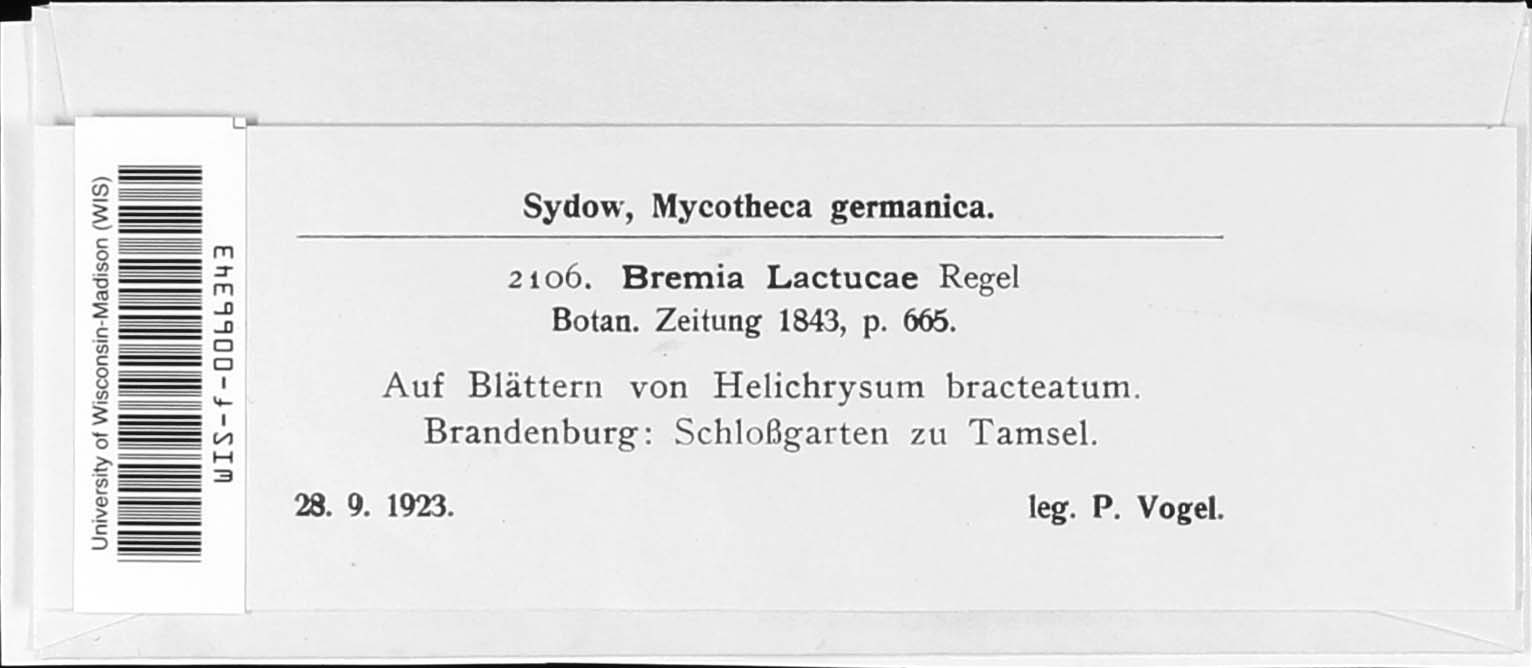 University of Wisconsin-Madison (WIS)
WIS-f-0069943
Sydow, Mycotheca germanica.
2106. Bremia Lactucae Regel
Botan. Zeitung 1843, p. 665.
Auf Blättern von Helichrysum bracteatum.
Brandenburg: Schloßgarten zu Tamsel.
28. 9. 1923.
leg. P. Vogel.